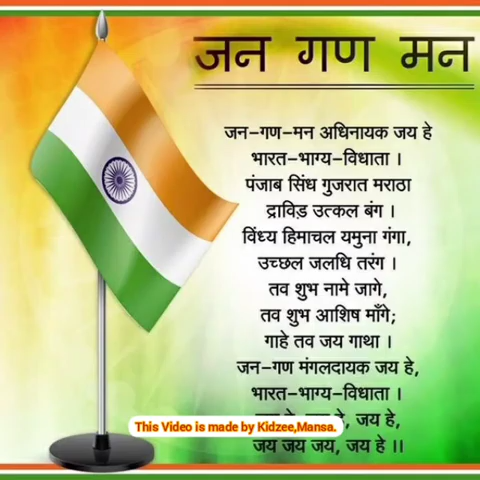 जन गण मन
जन-गण-मन अधिनायक जय हे
भारत-भाग्य-विधाता ।
पंजाब सिंध गुजरात मराठा
द्राविड़ उत्कल बंग ।
विंध्य हिमाचल यमुना गंगा,
उच्छल जलधि तरंग ।
तव शुभ नामे जागे,
तव शुभ आशिष माँगे;
गाहे तव जय गाथा ।
जन-गण मंगलदायक जय हे,
भारत-भाग्य-विधाता ।
जय हे,
This Video is made by Kidzee,Mansa.
जय जय जय, जय हे ।।